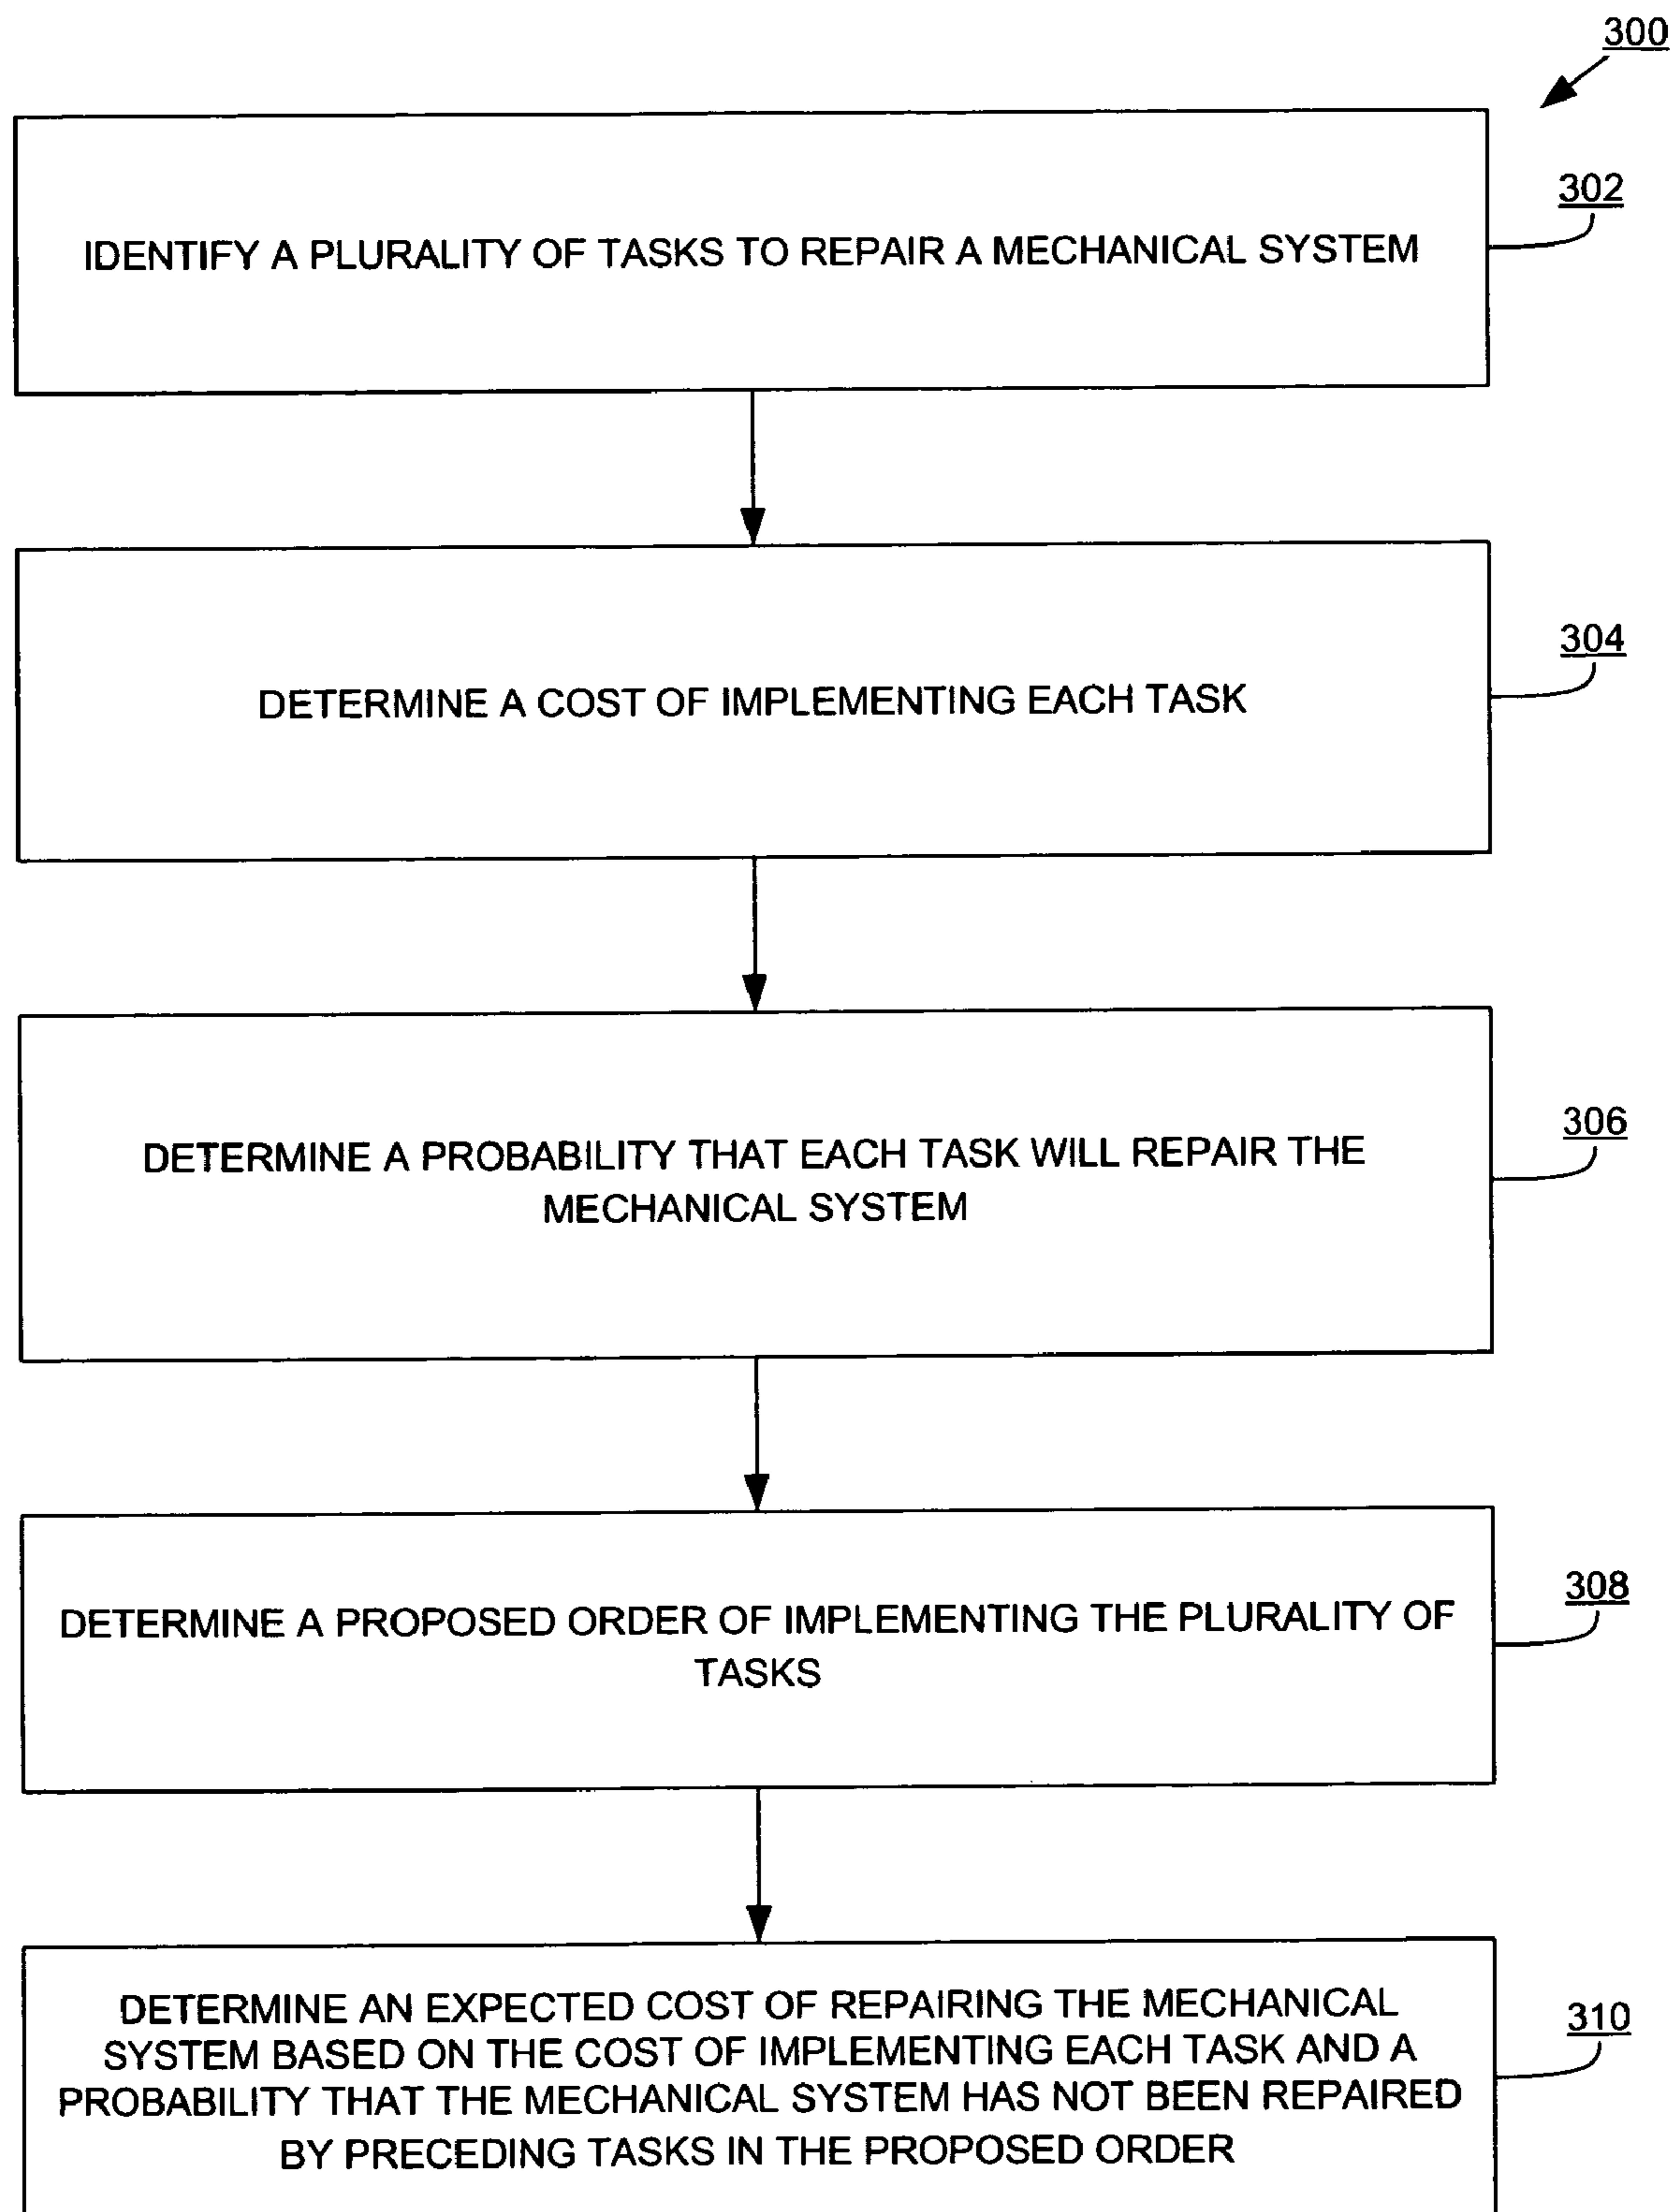 300
IDENTIFY A PLURALITY OF TASKS TO REPAIR A MECHANICAL SYSTEM
302
DETERMINE A COST OF IMPLEMENTING EACH TASK
304
DETERMINE A PROBABILITY THAT EACH TASK WILL REPAIR THE
MECHANICAL SYSTEM
306
DETERMINE A PROPOSED ORDER OF IMPLEMENTING THE PLURALITY OF
TASKS
308
DETERMINE AN EXPECTED COST OF REPAIRING THE MECHANICAL
SYSTEM BASED ON THE COST OF IMPLEMENTING EACH TASK AND A
PROBABILITY THAT THE MECHANICAL SYSTEM HAS NOT BEEN REPAIRED
BY PRECEDING TASKS IN THE PROPOSED ORDER
310